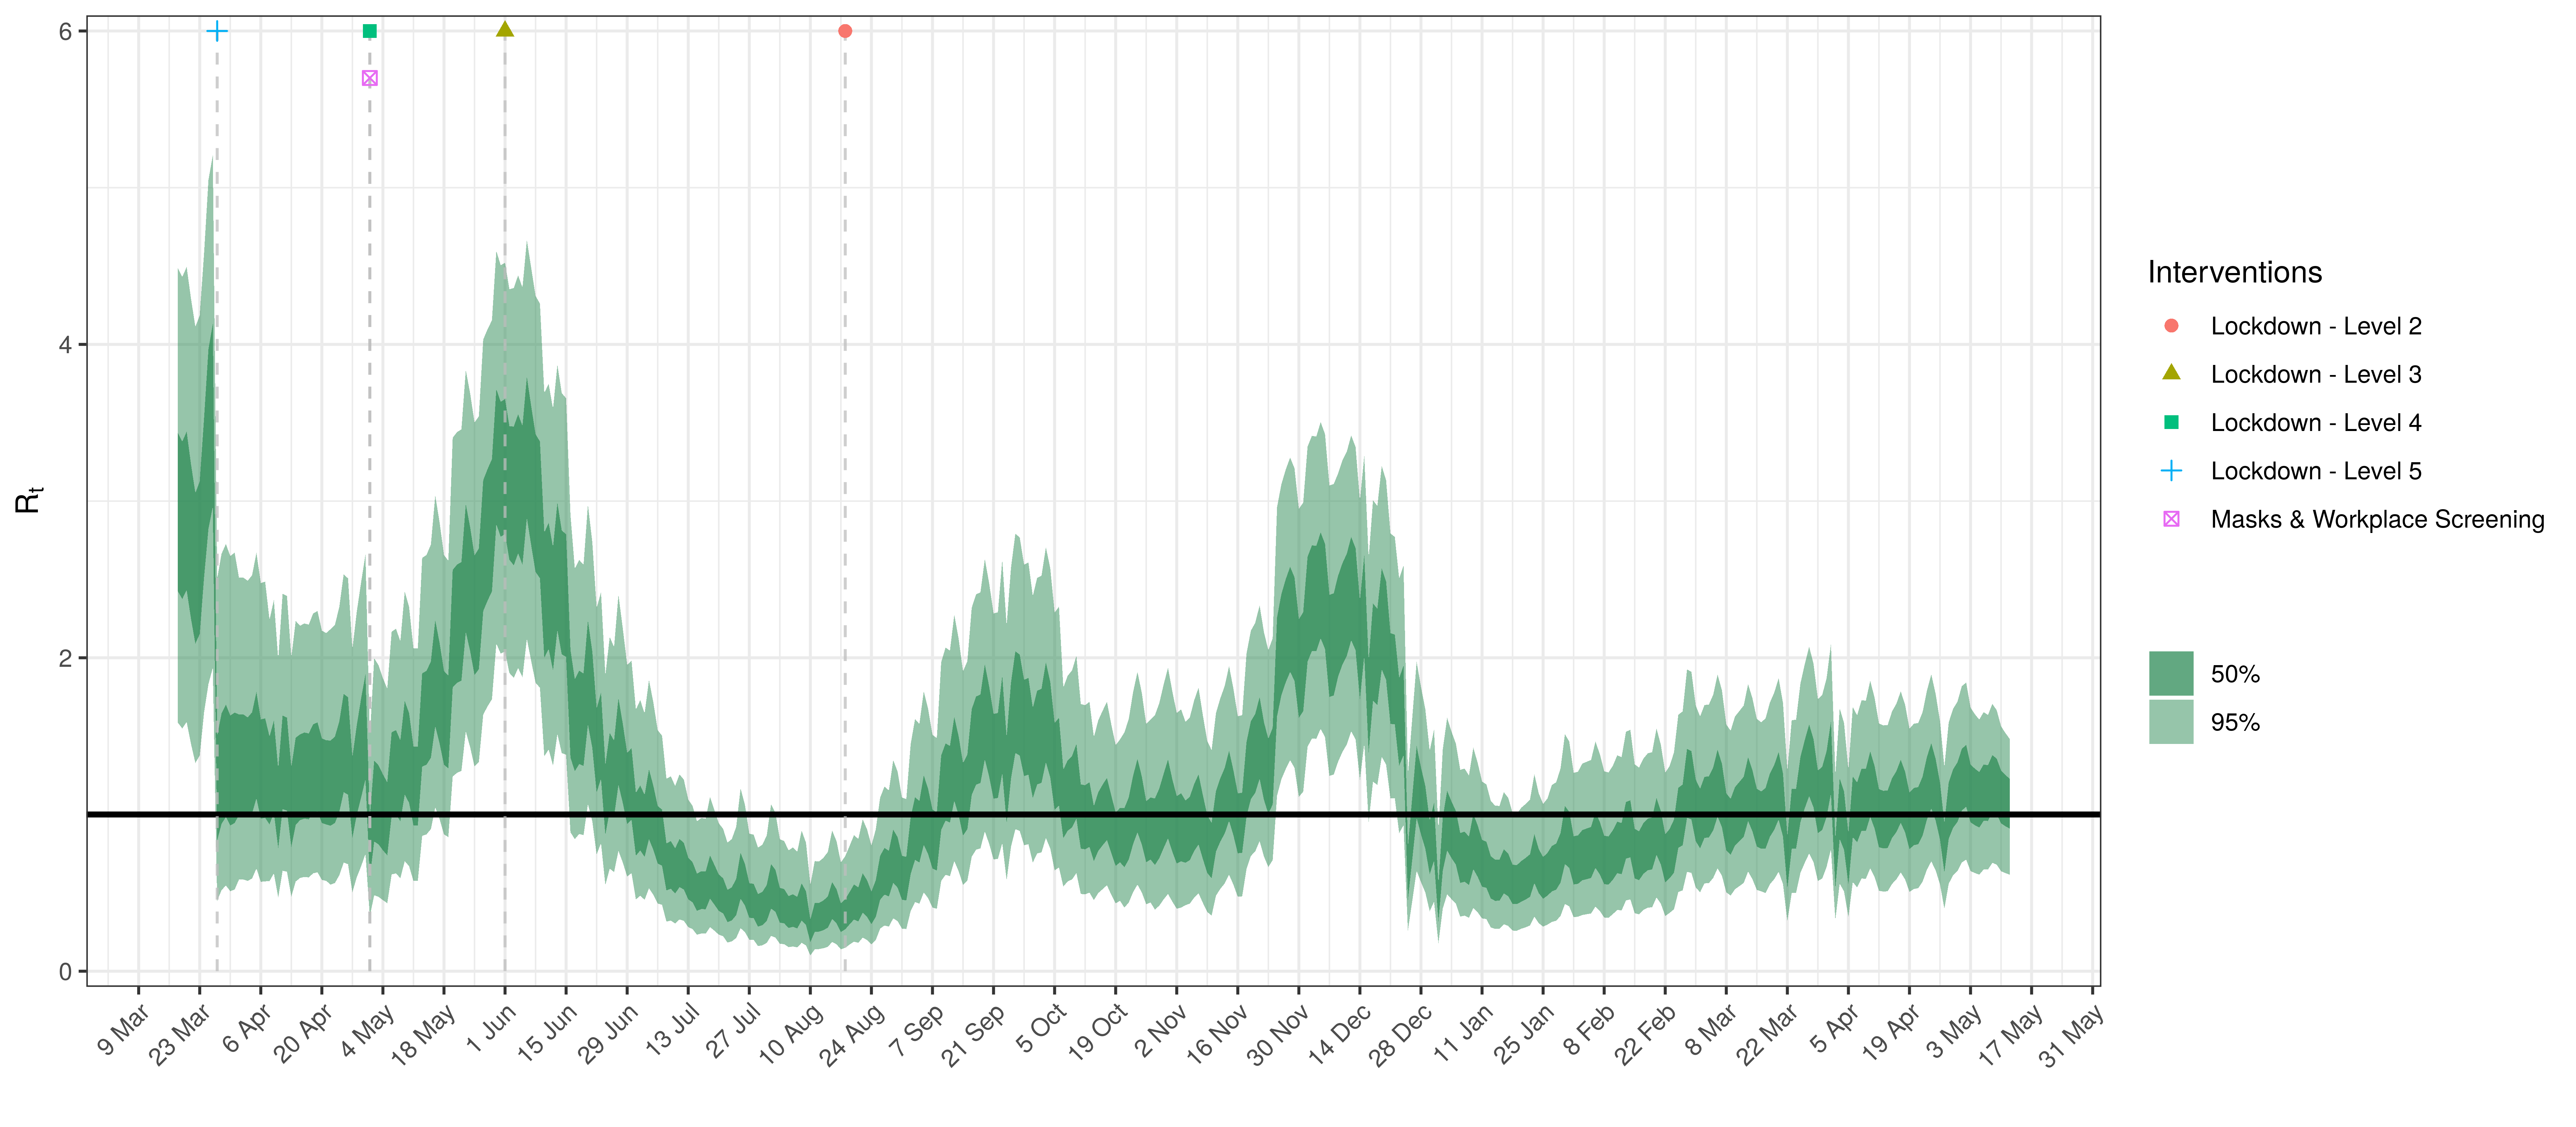 6
4
2
0
Rt
9 Mar
23 Mar
6 Apr
20 Apr
4 May
18 May
1 Jun
15 Jun
29 Jun
13 Jul
27 Jul
10 Aug
24 Aug
7 Sep
21 Sep
5 Oct
19 Oct
2 Nov
16 Nov
30 Nov
14 Dec
28 Dec
11 Jan
25 Jan
8 Feb
22 Feb
8 Mar
22 Mar
5 Apr
19 Apr
3 May
17 May
31 May
Interventions
Lockdown - Level 2
Lockdown - Level 3
Lockdown - Level 4
Lockdown - Level 5
Masks & Workplace Screening
50%
95%